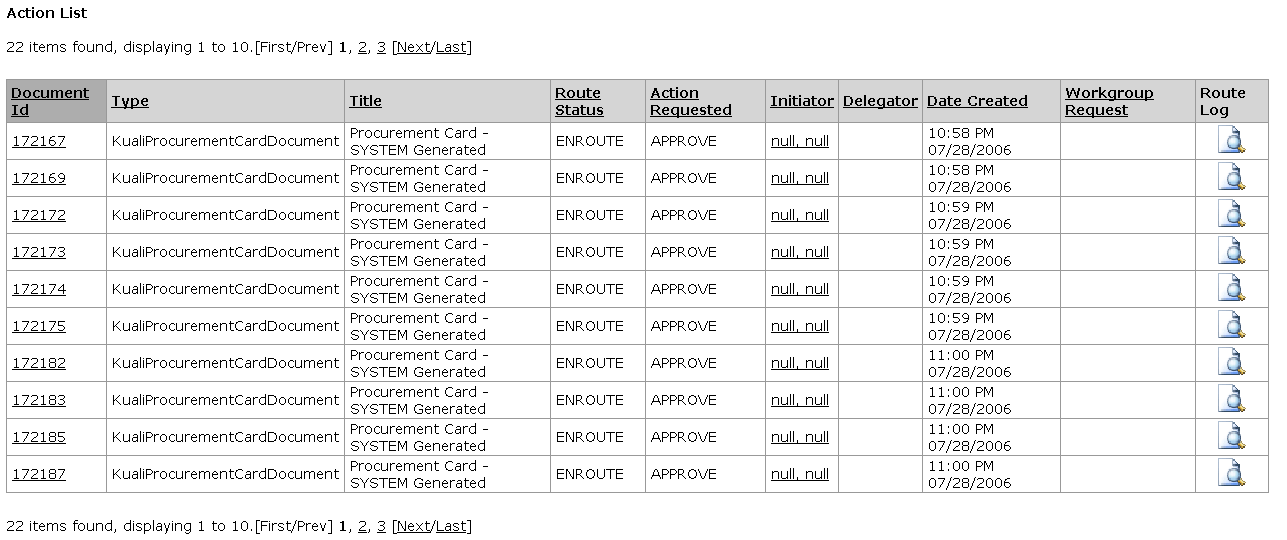 Action List
22 items found, displaying 1 to 10.[First/Prev] 1, 2, 3 [Next/Last]
Document Id Type Title Route Status Action Requested Initiator Delegator Date Created Workgroup Request Route Log
172167 KualiProcurementCardDocument Procurement Card - SYSTEM Generated ENROUTE APPROVE null, null 10:58 PM 07/28/2006
172169 KualiProcurementCardDocument Procurement Card - SYSTEM Generated ENROUTE APPROVE null, null 10:58 PM 07/28/2006
172172 KualiProcurementCardDocument Procurement Card - SYSTEM Generated ENROUTE APPROVE null, null 10:59 PM 07/28/2006
172173 KualiProcurementCardDocument Procurement Card - SYSTEM Generated ENROUTE APPROVE null, null 10:59 PM 07/28/2006
172174 KualiProcurementCardDocument Procurement Card - SYSTEM Generated ENROUTE APPROVE null, null 10:59 PM 07/28/2006
172175 KualiProcurementCardDocument Procurement Card - SYSTEM Generated ENROUTE APPROVE null, null 10:59 PM 07/28/2006
172182 KualiProcurementCardDocument Procurement Card - SYSTEM Generated ENROUTE APPROVE null, null 11:00 PM 07/28/2006
172183 KualiProcurementCardDocument Procurement Card - SYSTEM Generated ENROUTE APPROVE null, null 11:00 PM 07/28/2006
172185 KualiProcurementCardDocument Procurement Card - SYSTEM Generated ENROUTE APPROVE null, null 11:00 PM 07/28/2006
172187 KualiProcurementCardDocument Procurement Card - SYSTEM Generated ENROUTE APPROVE null, null 11:00 PM 07/28/2006
22 items found, displaying 1 to 10.[First/Prev] 1, 2, 3 [Next/Last]